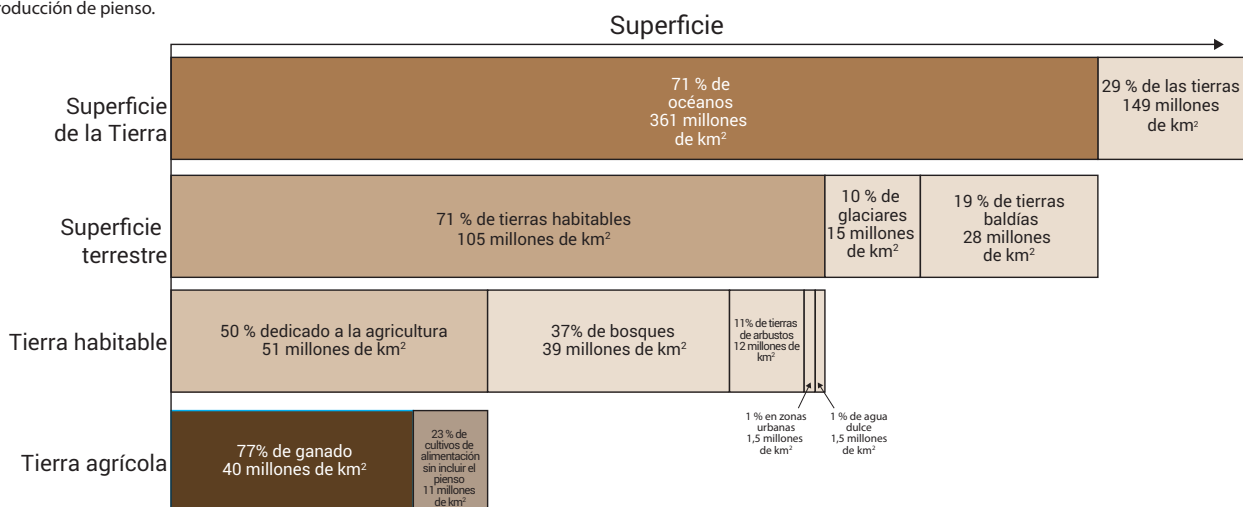 roducción de pienso.
Superficie
Superficie
de la Tierra
71 % de
océanos
361 millones
de km²
29 % de las tierras
149 millones
de km²
Superficie
terrestre
71 % de tierras habitables
105 millones de km²
10 % de
glaciares
15 millones
de km²
19 % de tierras
baldías
28 millones
de km²
Tierra habitable
50 % dedicado a la agricultura
51 millones de km²
37% de bosques
39 millones de km²
11% de tierras
de arbustos
12 millones de
km²
1 % en zonas
urbanas
1,5 millones
de km²
1 % de agua
dulce
1,5 millones
de km²
Tierra agrícola
77% de ganado
40 millones de km²
23 % de
cultivos de
alimentación
sin incluir el
pienso
11 millones
de km²